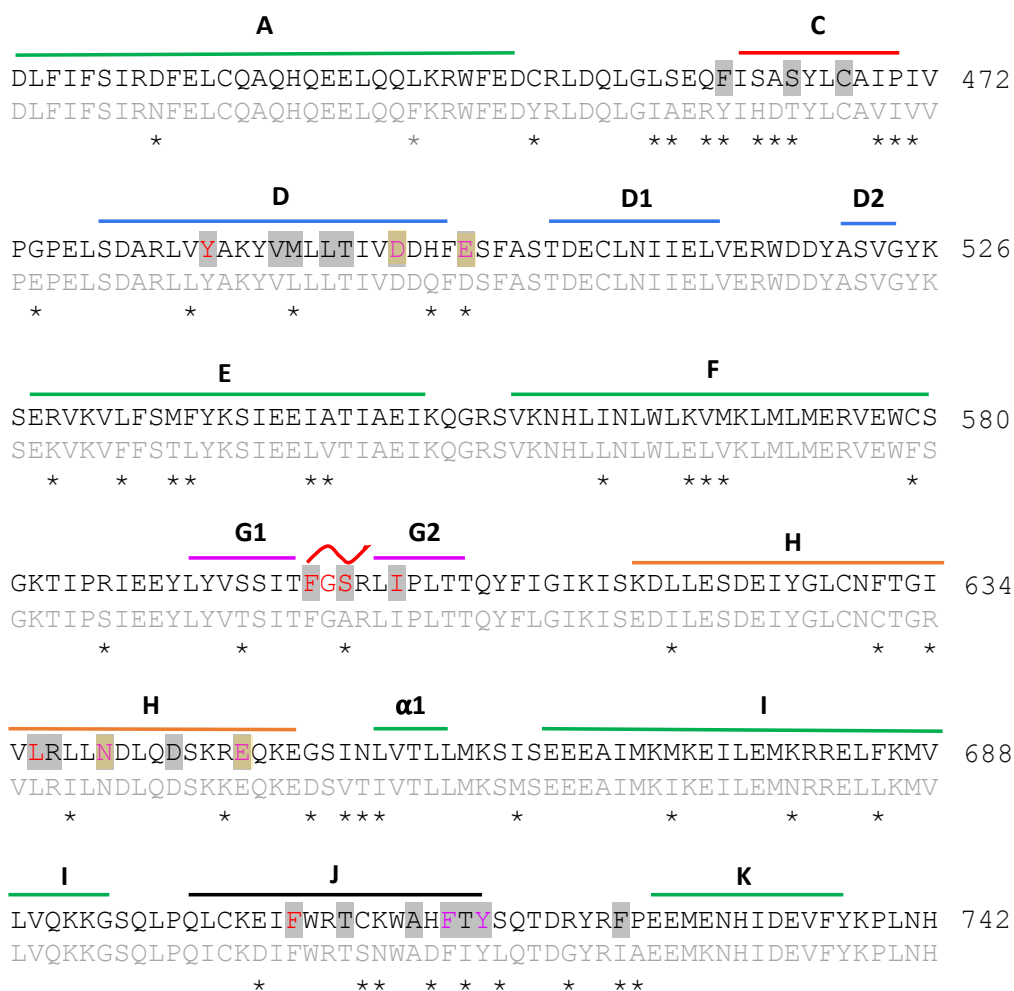 A C
DLFIFSIRDFELCQAQHQEELQQLKRWFEDCRLDQLGLSEQFISASYLCAIPIV 472
DLFIFSIRNFELCQAQHQEELQQFKRWFEDYRLDQLGIAERYIHDTYLCAVIVV
* * * ** ** *** ***
D D1 D2
PGPELSDARLVYAKYVMLLTIVDDHFESFASTDECLNIIELVERWDDYASVGYK 526
PEPELSDARLLYAKYVLLLTIVDDQFDSFASTDECLNIIELVERWDDYASVGYK
* * * * *
E F
SERVKVLFSMFYKSIEEIATIAEIKQGRSVKNHLINLWLKVMKLMLMERVEWCS 580
SEKVKVFFSTLYKSIEELVTIAEIKQGRSVKNHLLNLWLELVKLMLMERVEWFS
* * ** ** * *** *
G1 G2 H
GKTIPRIEEYLYVSSITFGSRLIPLTTQYFIGIKISKDLLESDEIYGLCNFTGI 634
GKTIPSIEEYLYVTSITFGARLIPLTTQYFLGIKISEDILESDEIYGLCNCTGR
* * * * * *
H α1 I
VLRLLNDLQDSKREQKEGSINLVTLLMKSISEEEAIMKMKEILEMKRRELFKMV 688
VLRILNDLQDSKKEQKEDSVTIVTLLMKSMSEEEAIMKIKEILEMNRRELLKMV
* * * *** * * * *
I J K
LVQKKGSQLPQLCKEIFWRTCKWAHFTYSQTDRYRFPEEMENHIDEVFYKPLNH 742
LVQKKGSQLPQICKDIFWRTSNWADFIYLQTDGYRIAEEMKNHIDEVFYKPLNH
* ** * * * * **